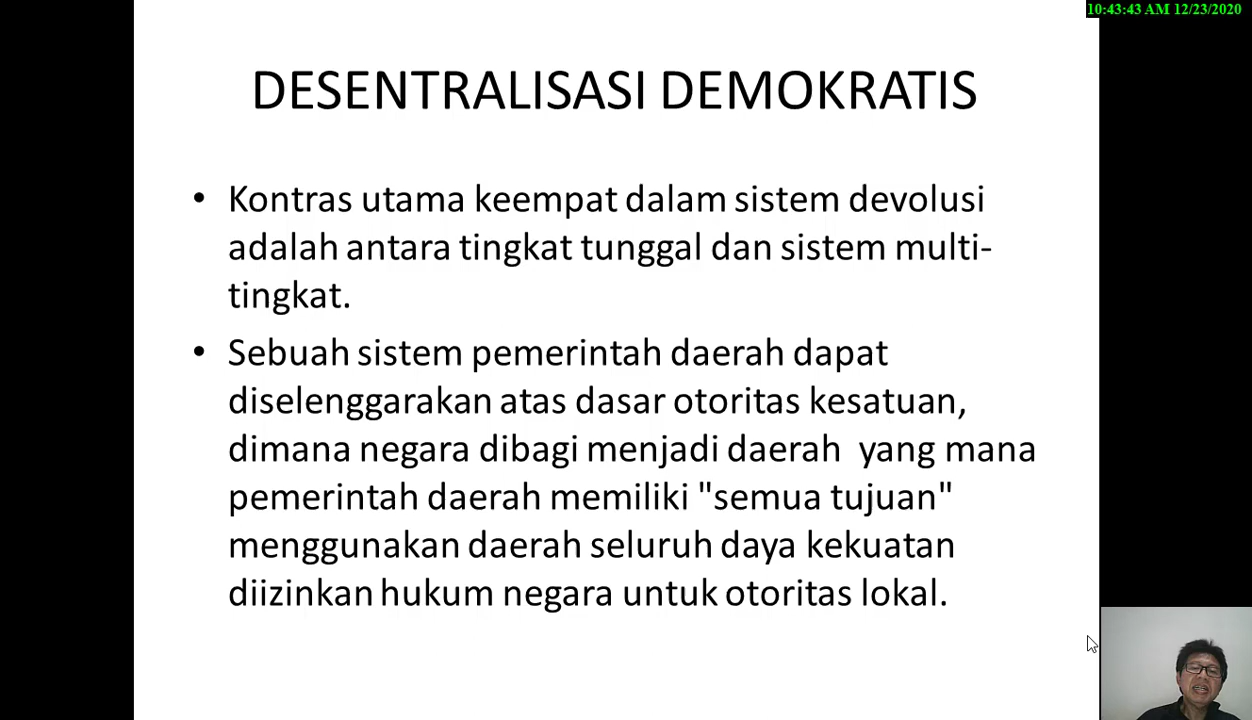 10:43:43 AM 12/23/2020
DESENTRALISASI DEMOKRATIS
• Kontras utama keempat dalam sistem devolusi
adalah antara tingkat tunggal dan sistem multi-
tingkat.
• Sebuah sistem pemerintah daerah dapat
diselenggarakan atas dasar otoritas kesatuan,
dimana negara dibagi menjadi daerah yang mana
pemerintah daerah memiliki "semua tujuan"
menggunakan daerah seluruh daya kekuatan
diizinkan hukum negara untuk otoritas lokal.